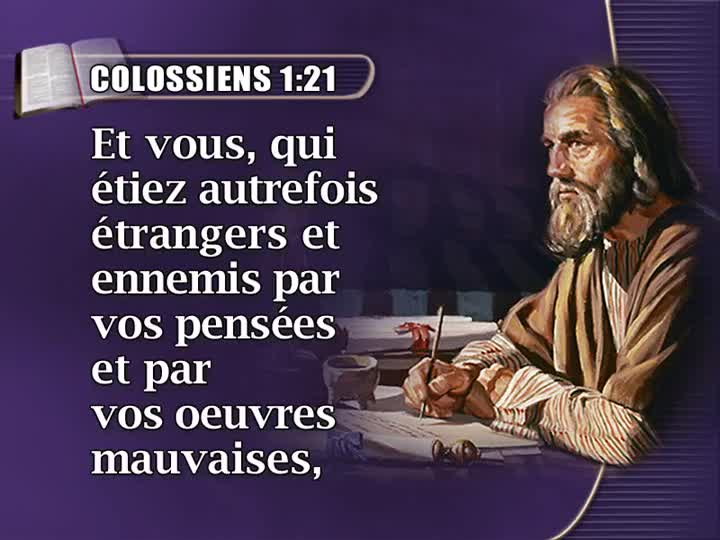 COLOSSIENS 1:21
Et vous, qui
étiez autrefois
étrangers et
ennemis par
vos pensées
et par
vos oeuvres
mauvaises,